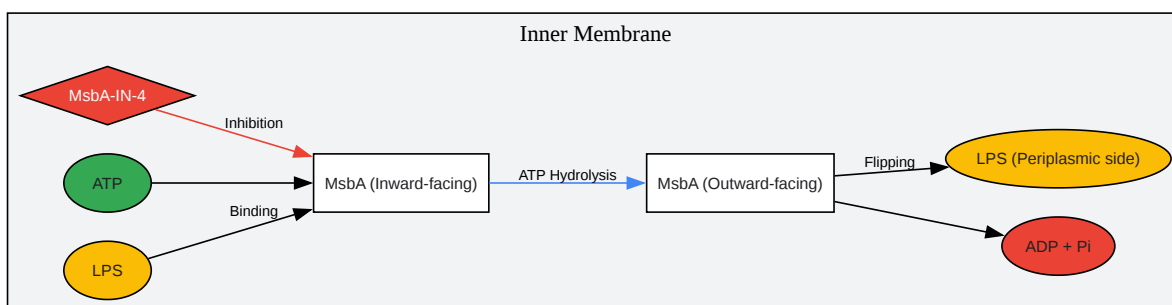 Inner Membrane
MsbA-IN-4
Inhibition
ATP
MsbA (Inward-facing)
ATP Hydrolysis
MsbA (Outward-facing)
Flipping
LPS (Periplasmic side)
Binding
LPS
ADP + Pi